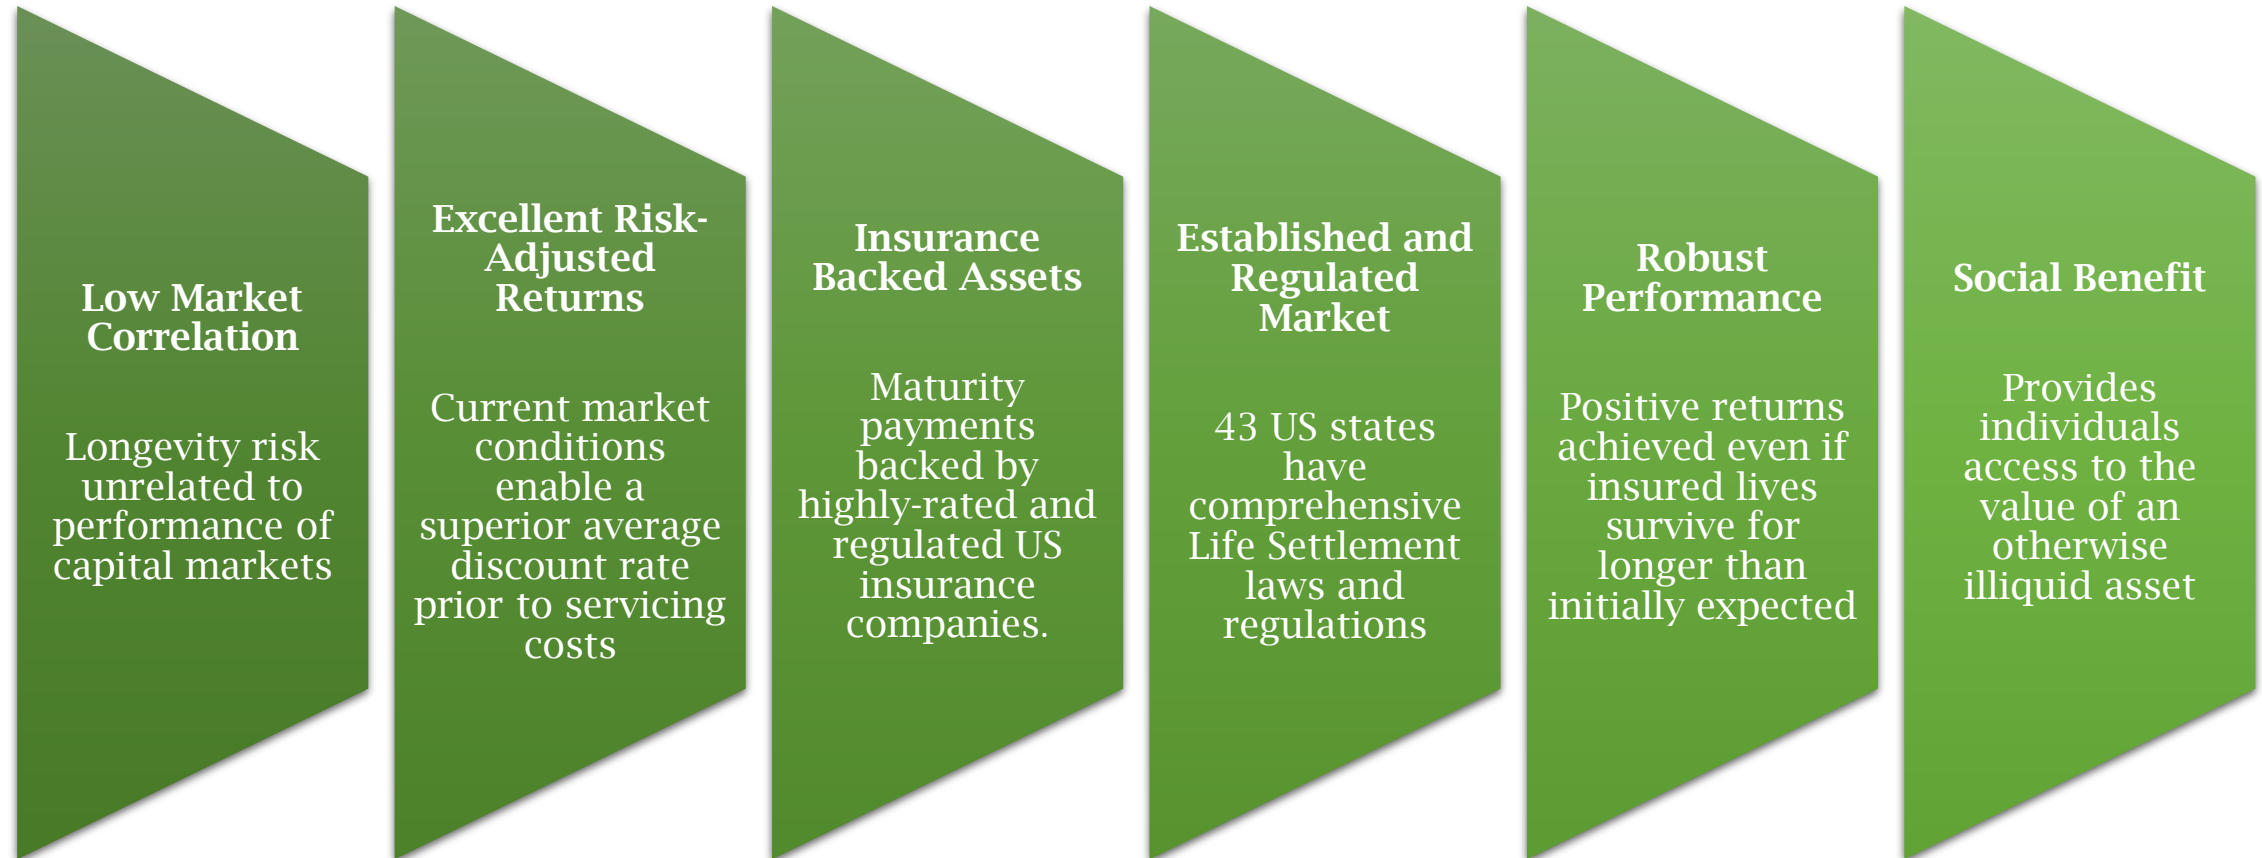 Low Market
Correlation
Longevity risk
unrelated to
performance of
capital markets
Excellent Risk-
Adjusted
Returns
Current market
conditions
enable a
superior average
discount rate
prior to servicing
costs
Insurance
Backed Assets
Maturity
payments
backed by
highly-rated and
regulated US
insurance
companies.
Established and
Regulated
Market
43 US states
have
comprehensive
Life Settlement
laws and
regulations
Robust
Performance
Positive returns
achieved even if
insured lives
survive for
longer than
initially expected
Social Benefit
Provides
individuals
access to the
value of an
otherwise
illiquid asset